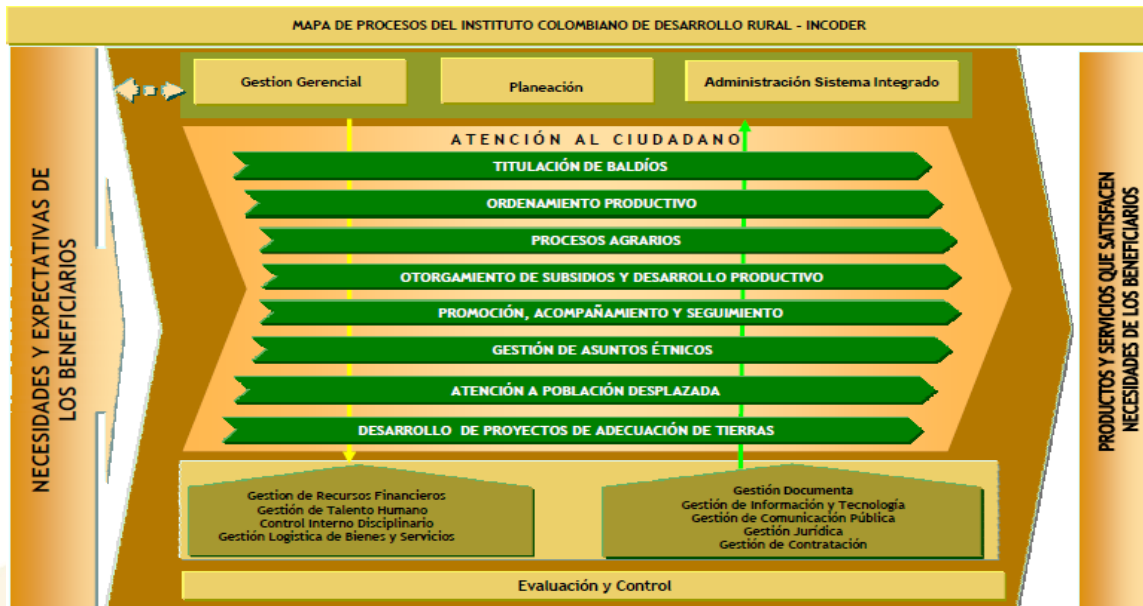 MAPA DE PROCESOS DEL INSTITUTO COLOMBIANO DE DESARROLLO RURAL - INCODER
NECESIDADES Y EXPECTATIVAS DE
LOS BENEFICIARIOS
Gestion Gerencial
Planeación
Administración Sistema Integrado
ATENCIÓN AL CIUDADANO
TITULACIÓN DE BALDÍOS
ORDENAMIENTO PRODUCTIVO
PROCESOS AGRARIOS
OTORGAMIENTO DE SUBSIDIOS Y DESARROLLO PRODUCTIVO
PROMOCIÓN, ACOMPAÑAMIENTO Y SEGUIMIENTO
GESTIÓN DE ASUNTOS ÉTNICOS
ATENCIÓN A POBLACIÓN DESPLAZADA
DESARROLLO DE PROYECTOS DE ADECUACIÓN DE TIERRAS
Gestion de Recursos Financieros
Gestión de Talento Humano
Control Interno Disciplinario
Gestión Logistica de Bienes y Servicios
Gestión Documenta
Gestión de Información y Tecnología
Gestión de Comunicación Pública
Gestión Jurídica
Gestión de Contratación
Evaluación y Control
PRODUCTOS Y SERVICIOS QUE SATISFACEN
NECESIDADES DE LOS BENEFICIARIOS